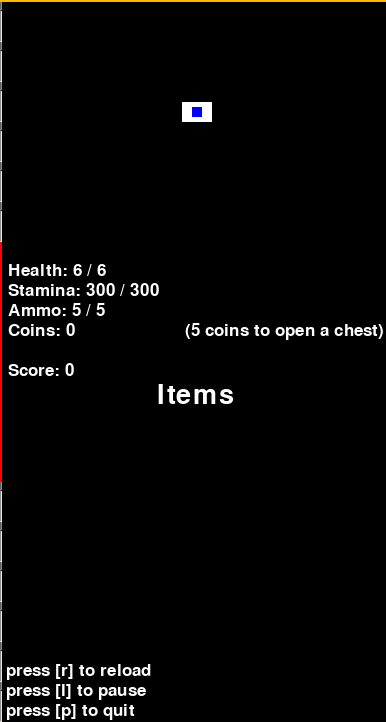 Health: 6 / 6
Stamina: 300 / 300
Ammo: 5 / 5
Coins: 0 (5 coins to open a chest)
Score: 0
Items
press [r] to reload
press [l] to pause
press [p] to quit